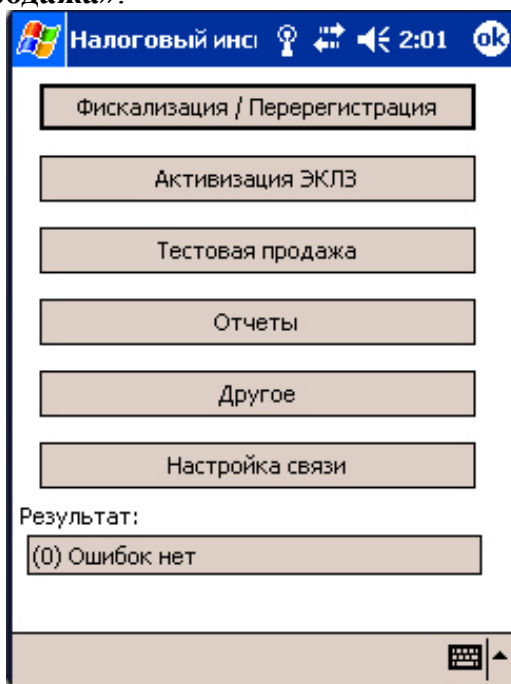 одажа».
Налоговый инс 2:01 ok
Фискализация / Перерегистрация
Активизация ЭКЛЗ
Тестовая продажа
Отчеты
Другое
Настройка связи
Результат:
(0) Ошибок нет